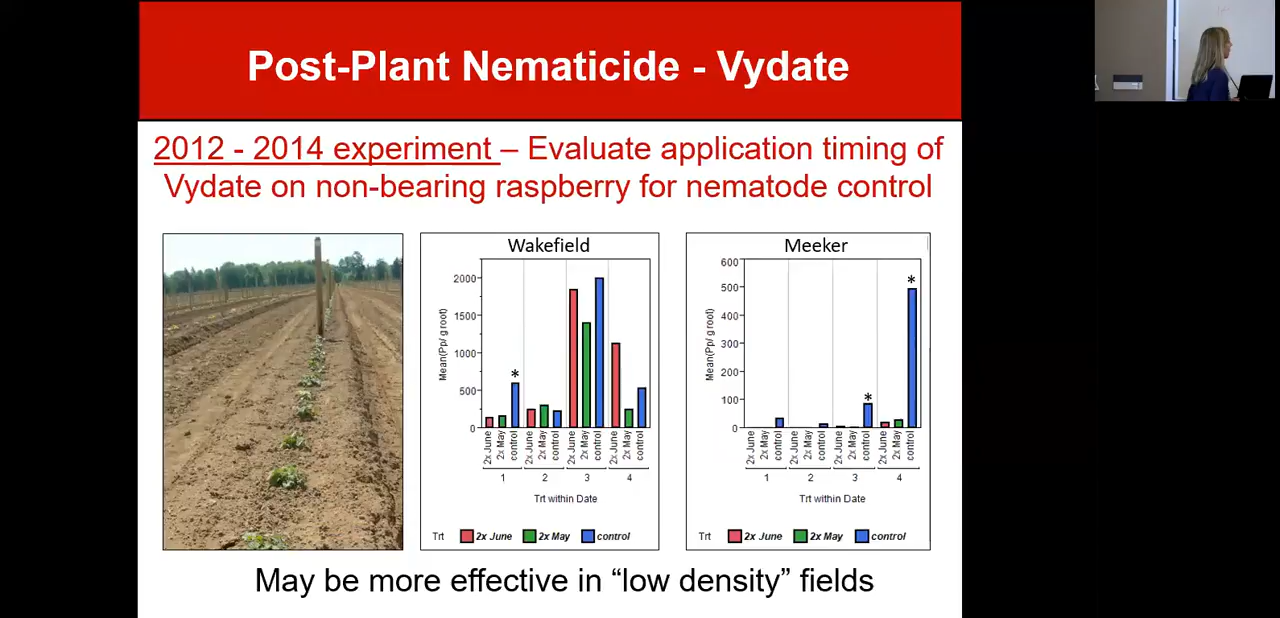 Post-Plant Nematicide - Vydate
2012 - 2014 experiment – Evaluate application timing of
Vydate on non-bearing raspberry for nematode control
Wakefield
Mean(Pp/ g root)
2000
1500
1000
500
0
*
2x June
2x May
control
2x June
2x May
control
2x June
2x May
control
2x June
2x May
control
1 2 3 4
Trt within Date
Trt 2x June 2x May control
Meeker
Mean(Pp/ g root)
600
500
400
300
200
100
0
*
*
2x June
2x May
control
2x June
2x May
control
2x June
2x May
control
2x June
2x May
control
1 2 3 4
Trt within Date
Trt 2x June 2x May control
May be more effective in “low density” fields